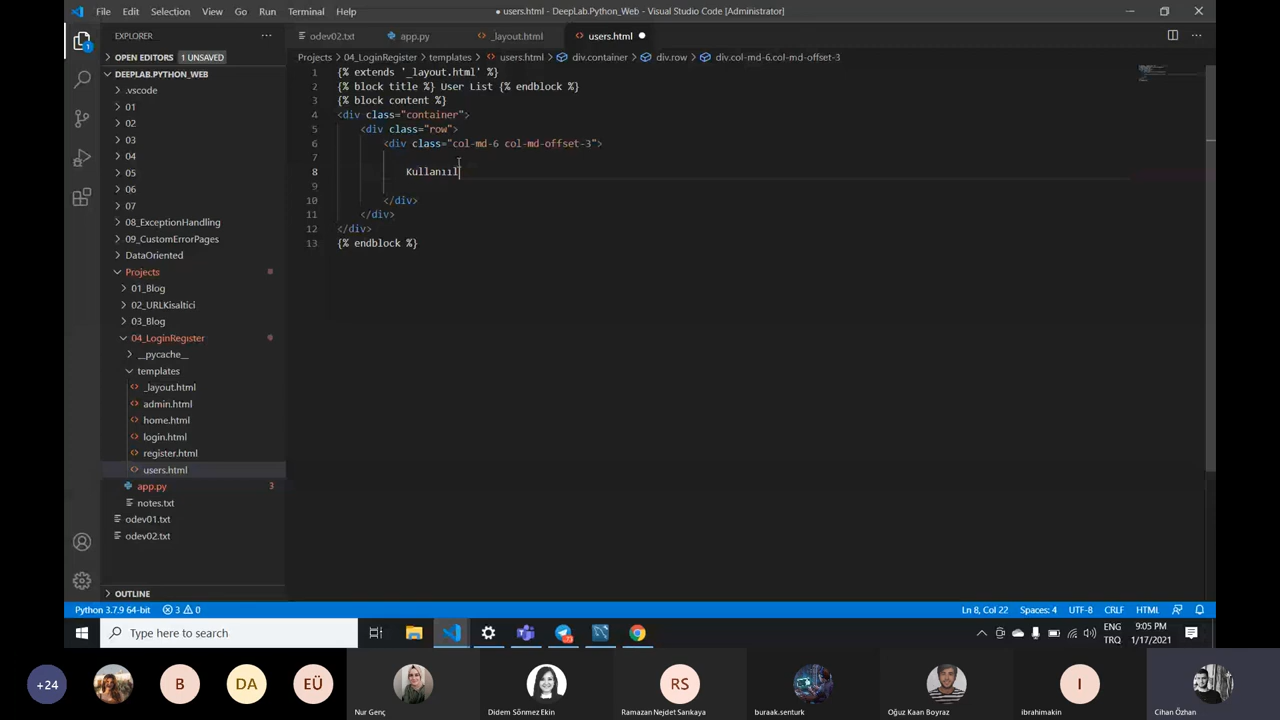 File Edit Selection View Go Run Terminal Help
● users.html - DeepLab.Python_Web - Visual Studio Code [Administrator]
EXPLORER
odev02.txt app.py _layout.html users.html
OPEN EDITORS 1 UNSAVED
Projects > 04_LoginRegister > templates > users.html > div.container > div.row > div.col-md-6.col-md-offset-3
DEEPLAB.PYTHON_WEB
.vscode
01
02
03
04
05
06
07
08_ExceptionHandling
09_CustomErrorPages
DataOriented
Projects
01_Blog
02_URLKisaltici
03_Blog
04_LoginRegister
__pycache__
templates
_layout.html
admin.html
home.html
login.html
register.html
users.html
app.py 3
notes.txt
odev01.txt
odev02.txt
OUTLINE
1 {% extends '_layout.html' %}
2 {% block title %} User List {% endblock %}
3 {% block content %}
4 <div class="container">
5 <div class="row">
6 <div class="col-md-6 col-md-offset-3">
7
8 Kullanııl
9
10 </div>
11 </div>
12 </div>
13 {% endblock %}
1
Python 3.7.9 64-bit 3 0
Ln 8, Col 22 Spaces: 4 UTF-8 CRLF HTML
Type here to search
ENG 9:05 PM
TRQ 1/17/2021
+24 B DA EÜ RS I
Nur Genç Didem Sönmez Ekin Ramazan Nejdet Sarıkaya buraak.senturk Oğuz Kaan Boyraz ibrahimakin Cihan Özhan